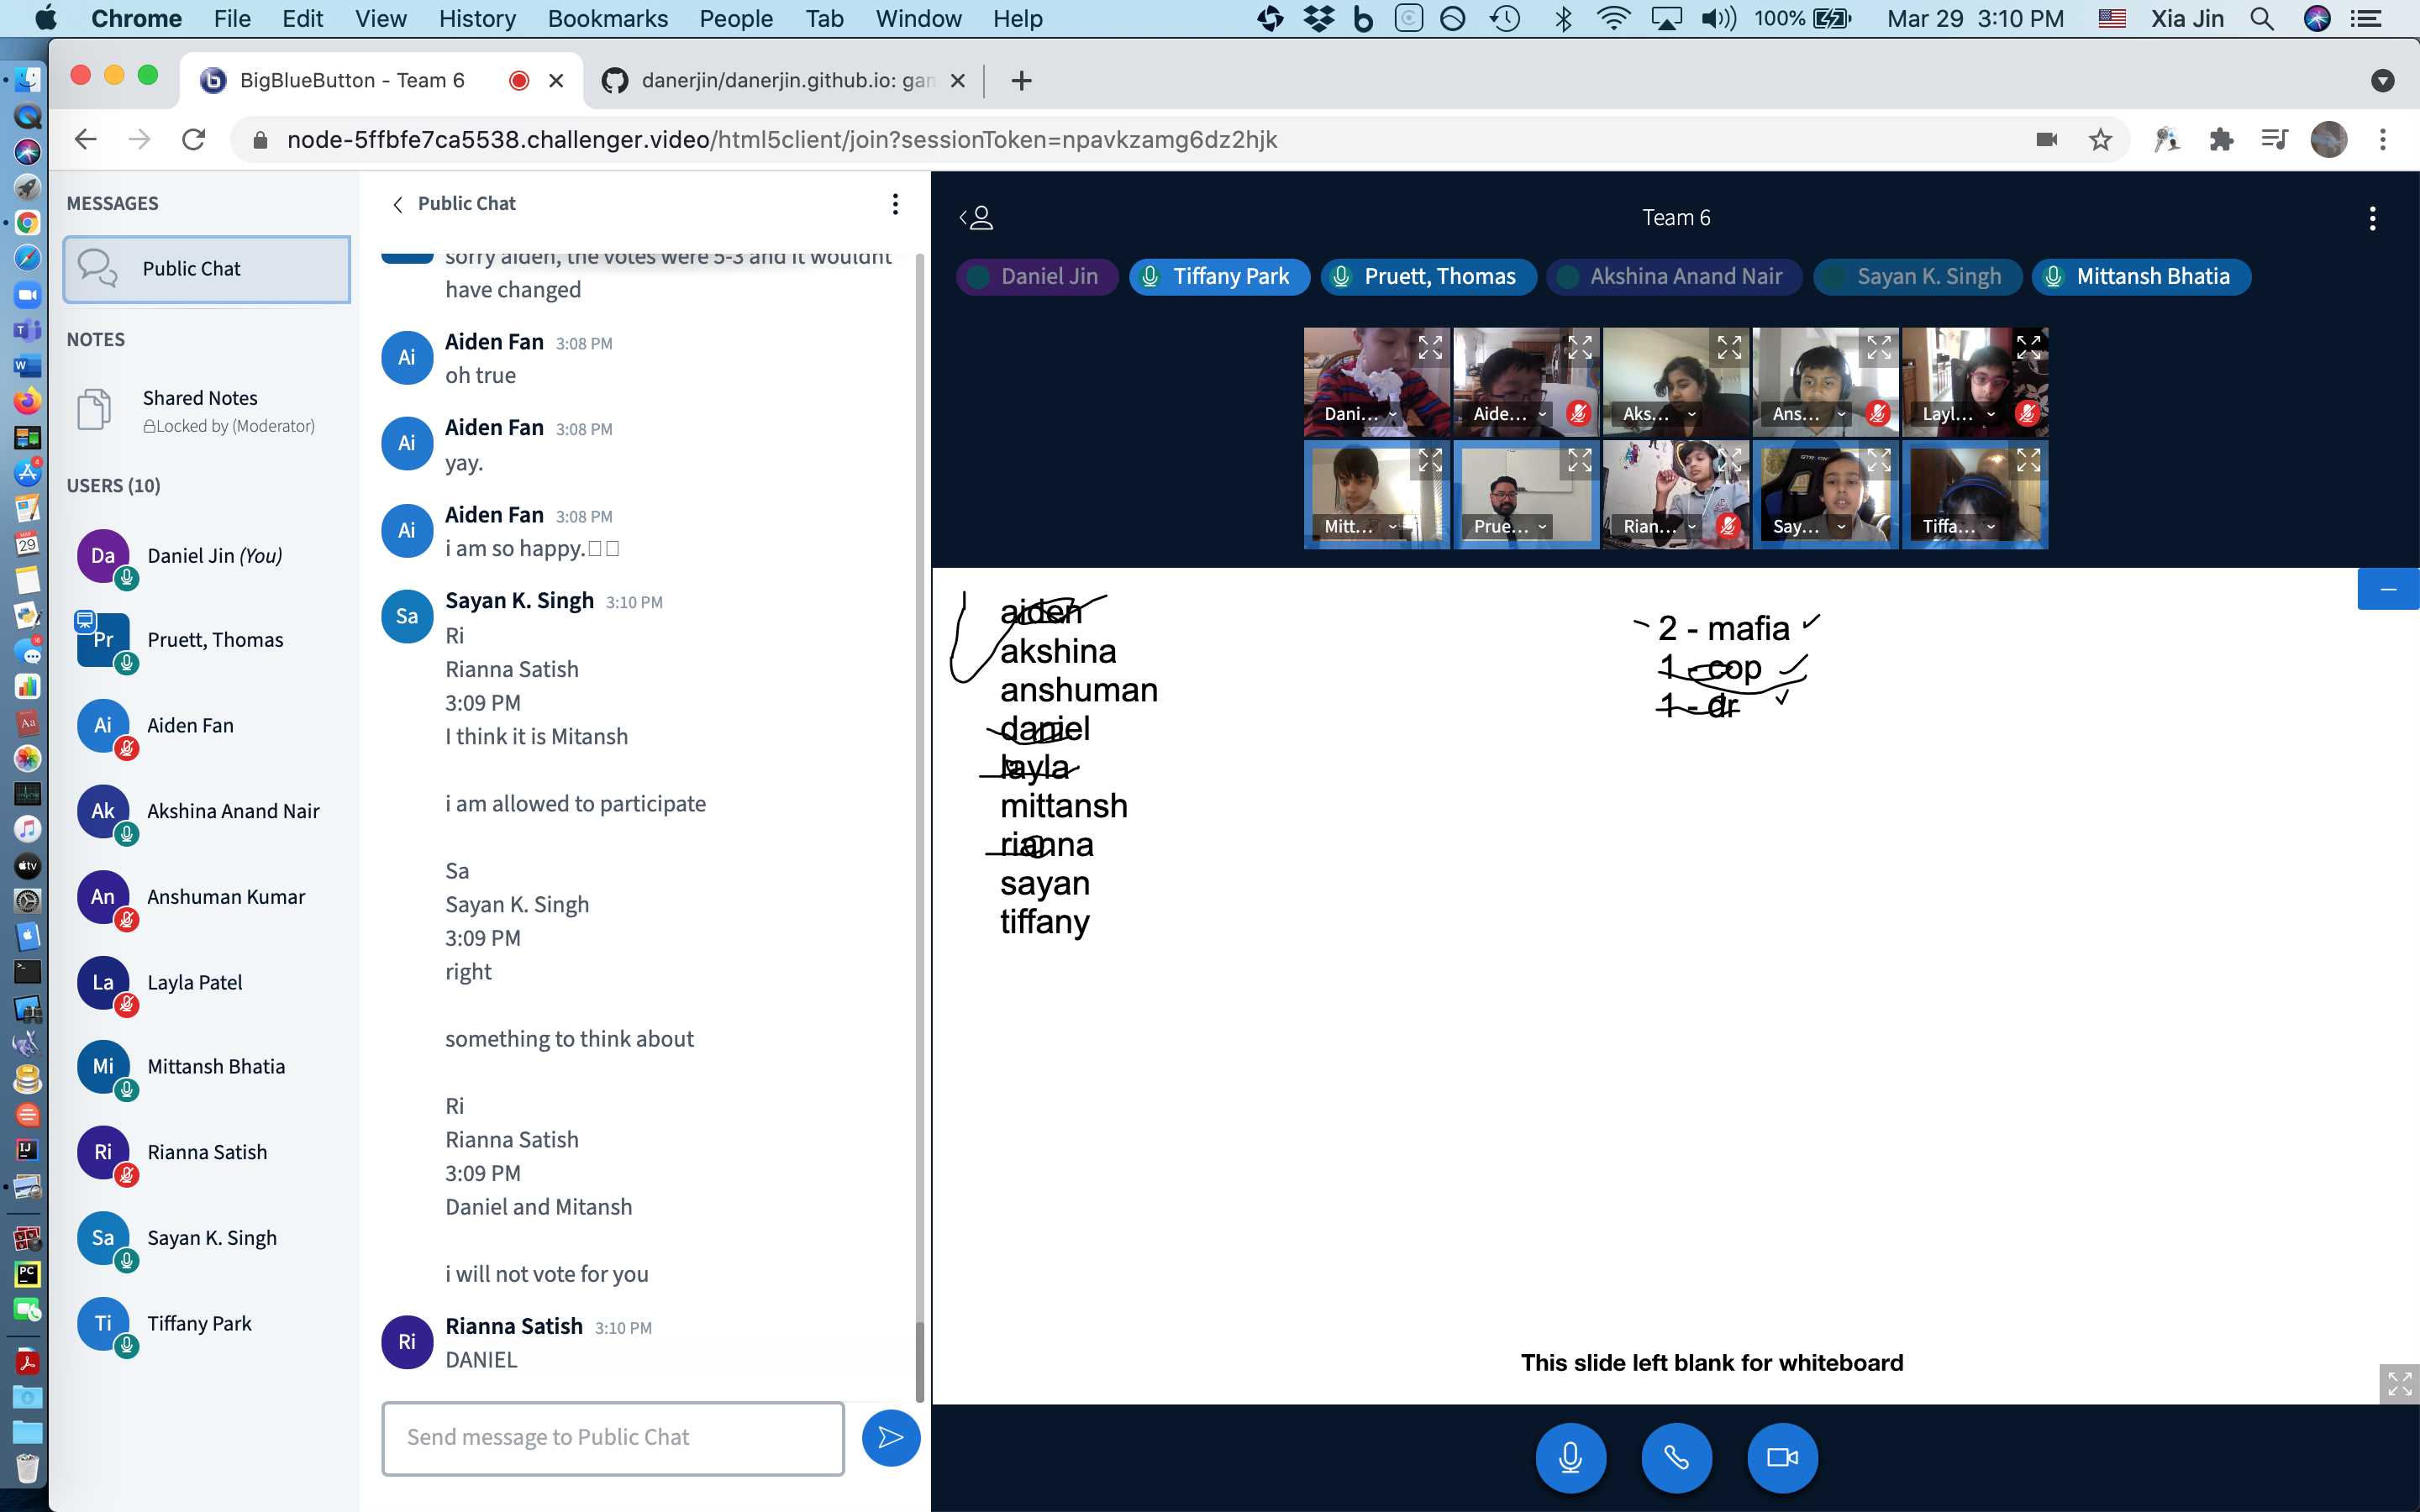 Chrome File Edit View History Bookmarks People Tab Window Help 100% Mar 29 3:10 PM Xia Jin
BigBlueButton - Team 6
danerjin/danerjin.github.io: gan
node-5ffbfe7ca5538.challenger.video/html5client/join?sessionToken=npavkzamg6dz2hjk
MESSAGES
Public Chat
NOTES
Shared Notes
Locked by (Moderator)
USERS (10)
Da Daniel Jin (You)
Pr Pruett, Thomas
Ai Aiden Fan
Ak Akshina Anand Nair
An Anshuman Kumar
La Layla Patel
Mi Mittansh Bhatia
Ri Rianna Satish
Sa Sayan K. Singh
Ti Tiffany Park
Public Chat
sorry aiden, the votes were 5-3 and it wouldnt
have changed
Ai Aiden Fan 3:08 PM
oh true
Ai Aiden Fan 3:08 PM
yay.
Ai Aiden Fan 3:08 PM
i am so happy.
Sa Sayan K. Singh 3:10 PM
Ri
Rianna Satish
3:09 PM
I think it is Mitansh
i am allowed to participate
Sa
Sayan K. Singh
3:09 PM
right
something to think about
Ri
Rianna Satish
3:09 PM
Daniel and Mitansh
i will not vote for you
Ri Rianna Satish 3:10 PM
DANIEL
Send message to Public Chat
Team 6
Daniel Jin Tiffany Park Pruett, Thomas Akshina Anand Nair Sayan K. Singh Mittansh Bhatia
Dani... Aide... Aks... Ans... Layl...
Mitt... Prue... Rian... Say... Tiffa...
aiden
akshina
anshuman
daniel
layla
mittansh
rianna
sayan
tiffany
2 - mafia
1 - cop
1 - dr
This slide left blank for whiteboard